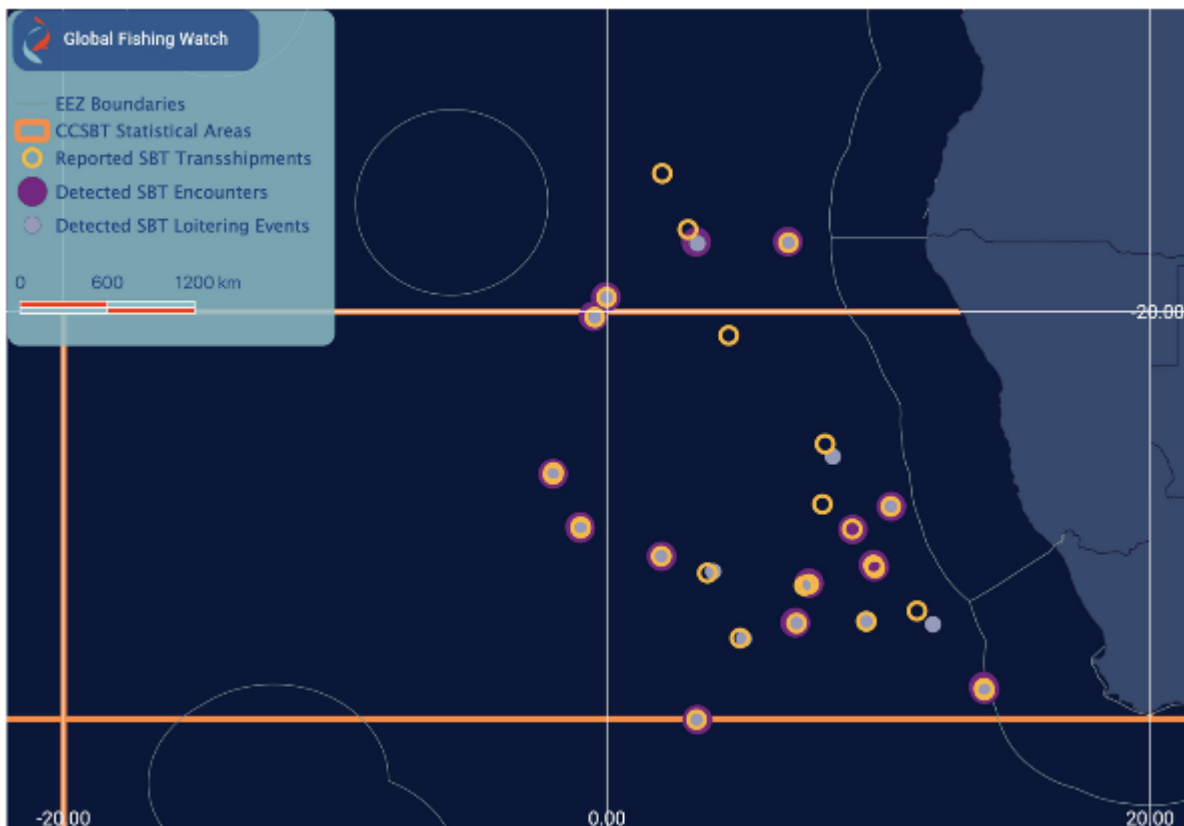 Global Fishing Watch
EEZ Boundaries
CCSBT Statistical Areas
Reported SBT Transshipments
Detected SBT Encounters
Detected SBT Loitering Events
0 600 1200 km
-20.00
-20.00 0.00 20.00